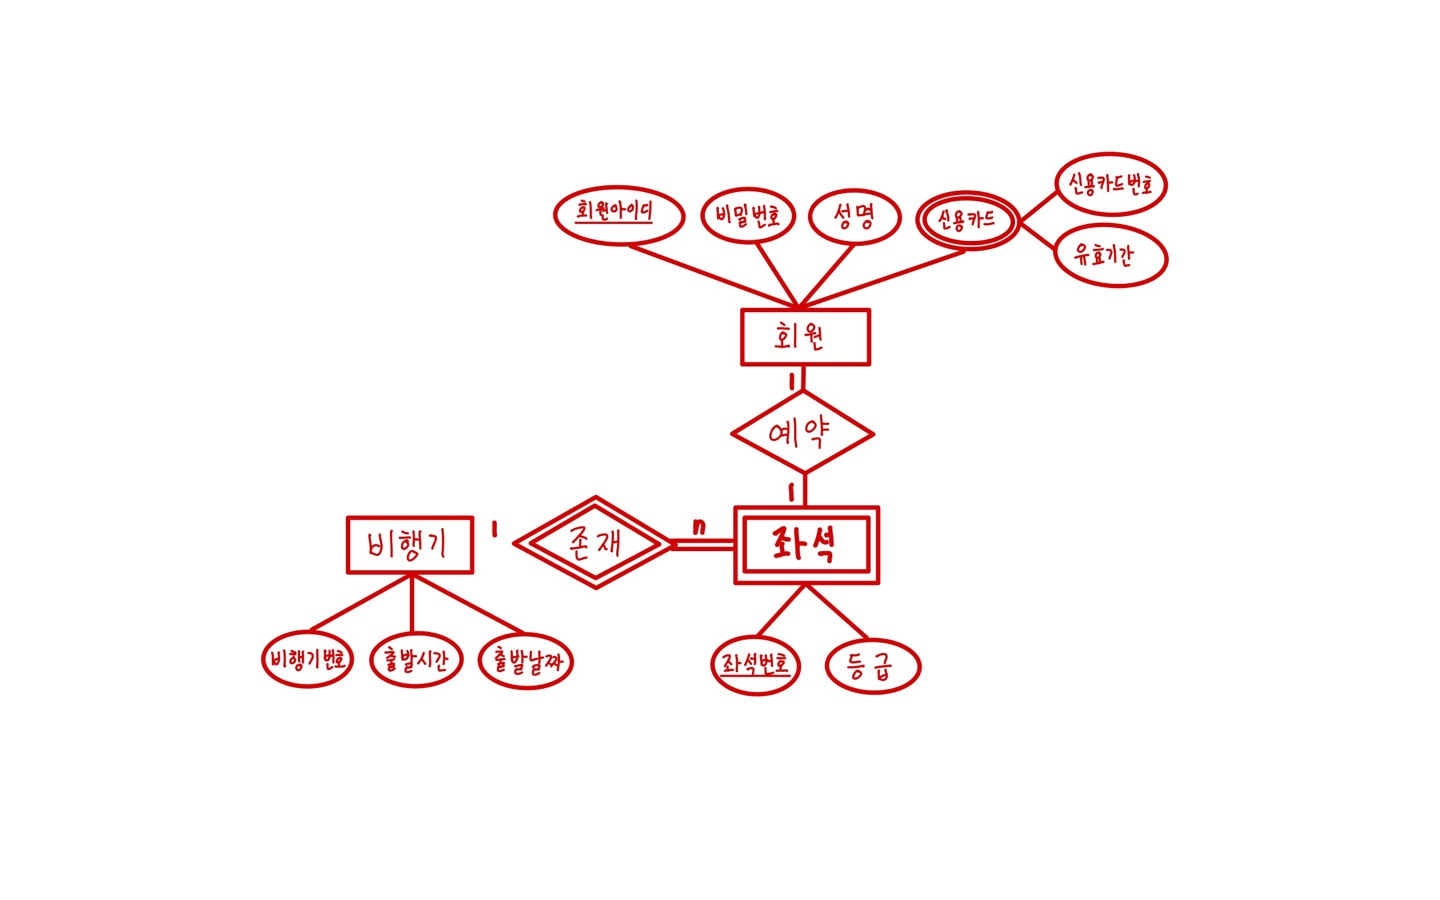 신용카드번호
회원아이디
비밀번호
성명
신용카드
유효기간
회원
1
예약
1
비행기
1
존재
n
좌석
비행기번호
출발시간
출발날짜
좌석번호
등급